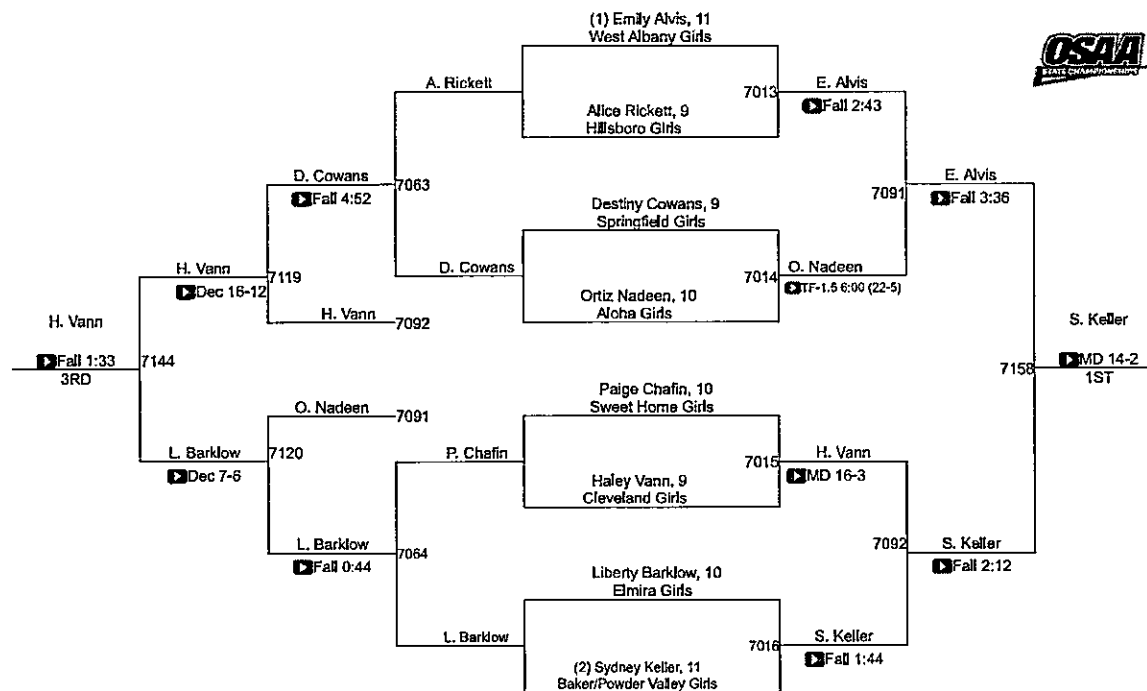 (1) Emily Alvis, 11
West Albany Girls
OSAA
STATE CHAMPIONSHIPS
A. Rickett
7013
E. Alvis
Fall 2:43
Alice Rickett, 9
Hillsboro Girls
D. Cowans
Fall 4:52
7063
7091
E. Alvis
Fall 3:36
Destiny Cowans, 9
Springfield Girls
H. Vann
Dec 16-12
7119
D. Cowans
7014
O. Nadeen
TF-1.5 6:00 (22-5)
Ortiz Nadeen, 10
Aloha Girls
H. Vann
7092
H. Vann
Fall 1:33
3RD
7144
7158
S. Keller
MD 14-2
1ST
Paige Chafin, 10
Sweet Home Girls
O. Nadeen
7091
L. Barklow
Dec 7-6
7120
P. Chafin
7015
H. Vann
MD 16-3
Haley Vann, 9
Cleveland Girls
L. Barklow
Fall 0:44
7064
7092
S. Keller
Fall 2:12
Liberty Barklow, 10
Elmira Girls
L. Barklow
7016
S. Keller
Fall 1:44
(2) Sydney Keller, 11
Baker/Powder Valley Girls